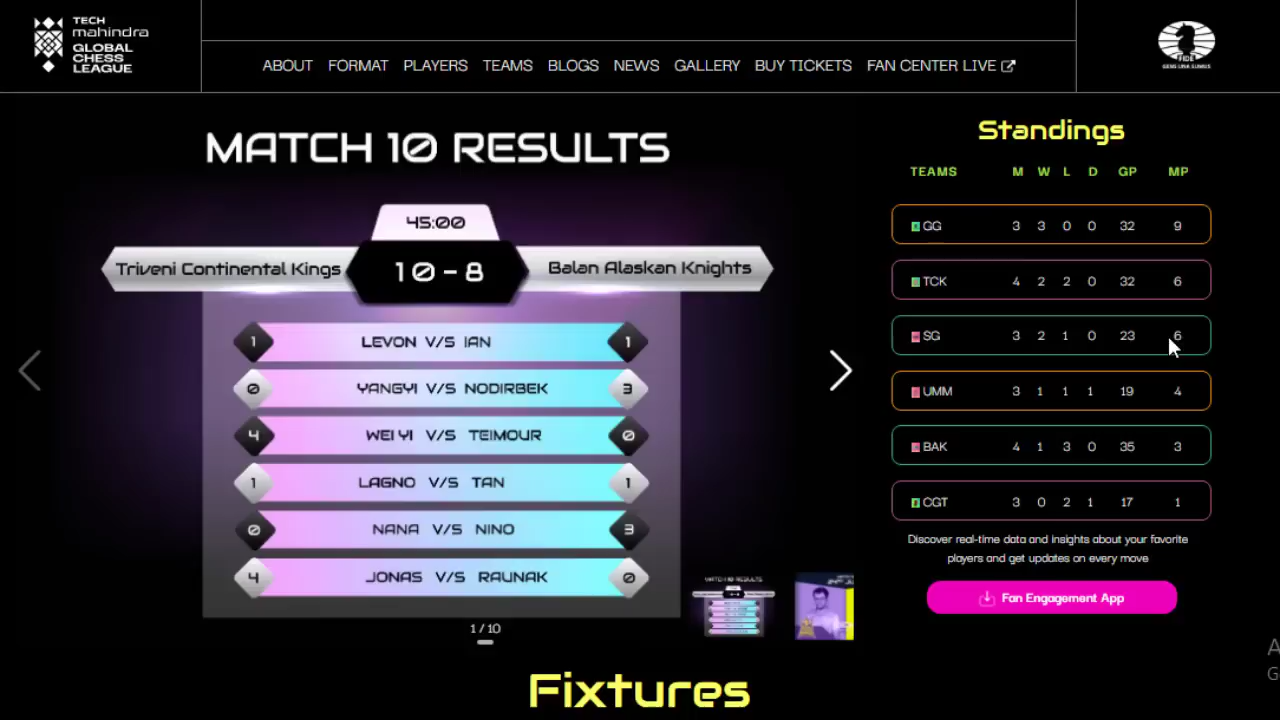 TECH
mahindra
GLOBAL
CHESS
LEAGUE
ABOUT FORMAT PLAYERS TEAMS BLOGS NEWS GALLERY BUY TICKETS FAN CENTER LIVE
FIDE
GENS UNA SUMUS
MATCH 10 RESULTS
45:00
Triveni Continental Kings 10-8 Balan Alaskan Knights
1 LEVON V/S IAN 1
0 YANGYI V/S NODIRBEK 3
4 WEI YI V/S TEIMOUR 0
1 LAGNO V/S TAN 1
0 NANA V/S NINO 3
4 JONAS V/S RAUNAK 0
1 / 10
Standings
TEAMS M W L D GP MP
GG 3 3 0 0 32 9
TCK 4 2 2 0 32 6
SG 3 2 1 0 23 6
UMM 3 1 1 1 19 4
BAK 4 1 3 0 35 3
CGT 3 0 2 1 17 1
Discover real-time data and insights about your favorite
players and get updates on every move
Fan Engagement App
A
G
Fixtures